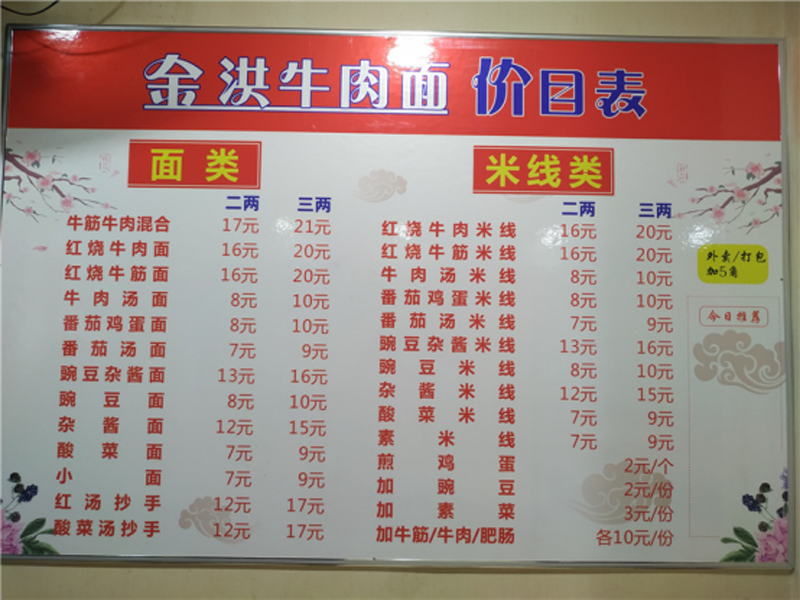 金洪牛肉面 价目表
面类
二两 三两
牛筋牛肉混合 17元 21元
红烧牛肉面 16元 20元
红烧牛筋面 16元 20元
牛肉汤面 8元 10元
番茄鸡蛋面 8元 10元
番茄汤面 7元 9元
豌豆杂酱面 13元 16元
豌豆面 8元 10元
杂酱面 12元 15元
酸菜面 7元 9元
小面 7元 9元
红汤抄手 12元 17元
酸菜汤抄手 12元 17元
米线类
二两 三两
红烧牛肉米线 16元 20元
红烧牛筋米线 16元 20元
牛肉汤米线 8元 10元
番茄鸡蛋米线 8元 10元
番茄汤米线 7元 9元
豌豆杂酱米线 13元 16元
豌豆米线 8元 10元
杂酱米线 12元 15元
酸菜米线 7元 9元
素米线 7元 9元
煎鸡蛋 2元/个
加豌豆 2元/份
加素菜 3元/份
加牛筋/牛肉/肥肠 各10元/份
外卖/打包
加5角
今日推荐